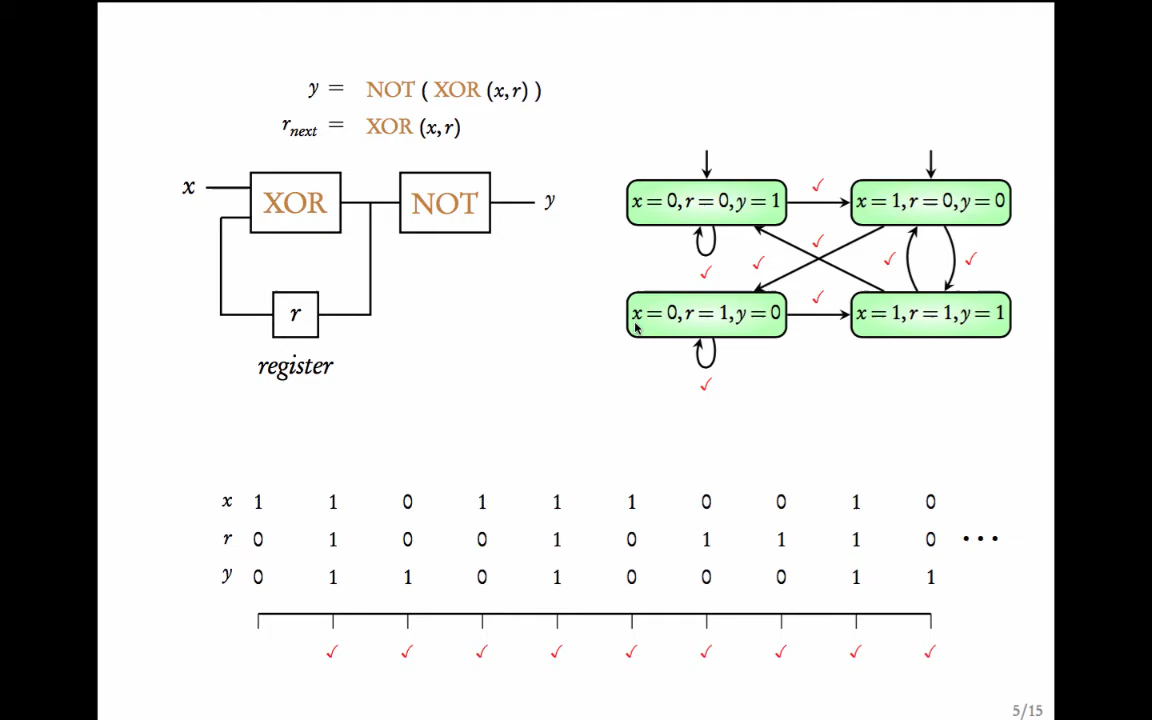 y = NOT ( XOR (x,r) )
r_next = XOR (x,r)
x XOR NOT y
r
register
x=0,r=0,y=1 ✓ x=1,r=0,y=0
✓ ✓ ✓ ✓ ✓
x=0,r=1,y=0 ✓ x=1,r=1,y=1
✓
x 1 1 0 1 1 1 0 0 1 0
r 0 1 0 0 1 0 1 1 1 0 ...
y 0 1 1 0 1 0 0 0 1 1
✓ ✓ ✓ ✓ ✓ ✓ ✓ ✓ ✓
5/15